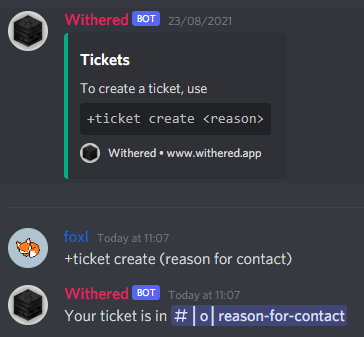 Withered BOT 23/08/2021
Tickets
To create a ticket, use
+ticket create <reason>
Withered • www.withered.app
foxl Today at 11:07
+ticket create (reason for contact)
Withered BOT Today at 11:07
Your ticket is in #|o|reason-for-contact